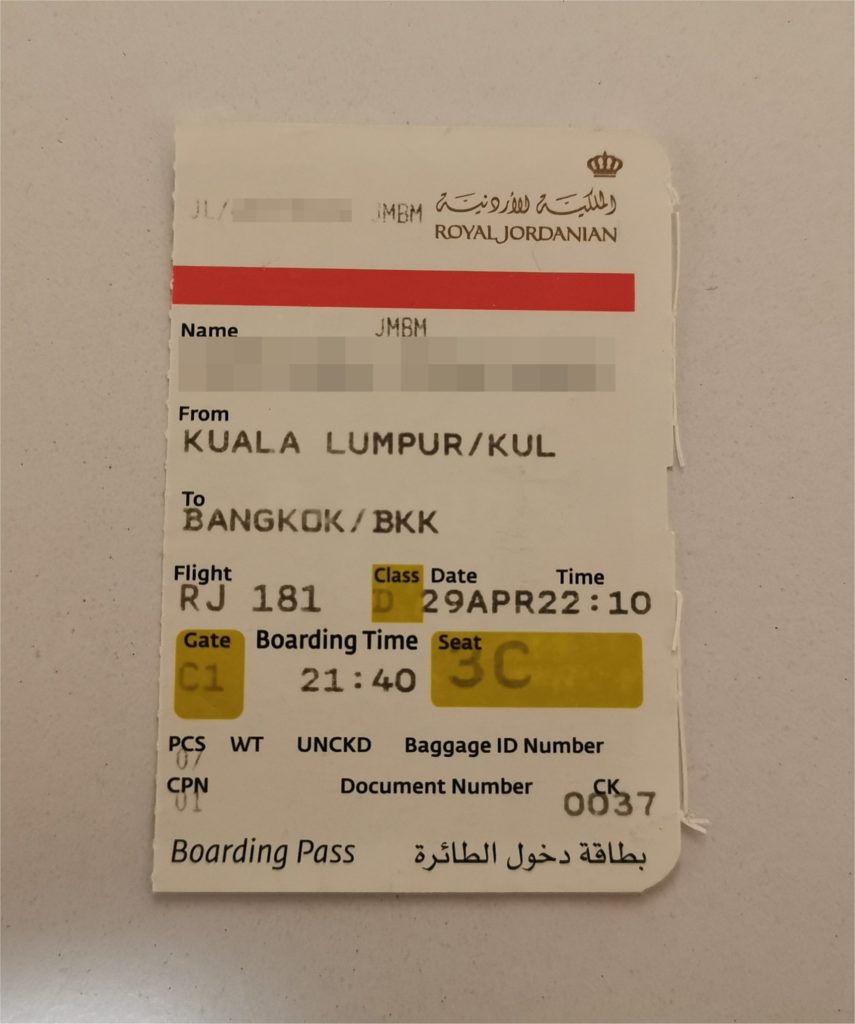 الملكية الأردنية
JL/ JMBM ROYAL JORDANIAN
Name JMBM
From
KUALA LUMPUR/KUL
To
BANGKOK/BKK
Flight Class Date Time
RJ 181 D 29APR22:10
Gate Boarding Time Seat
C1 21:40 3C
PCS WT UNCKD Baggage ID Number
07
CPN Document Number CK
01 0037
Boarding Pass بطاقة دخول الطائرة